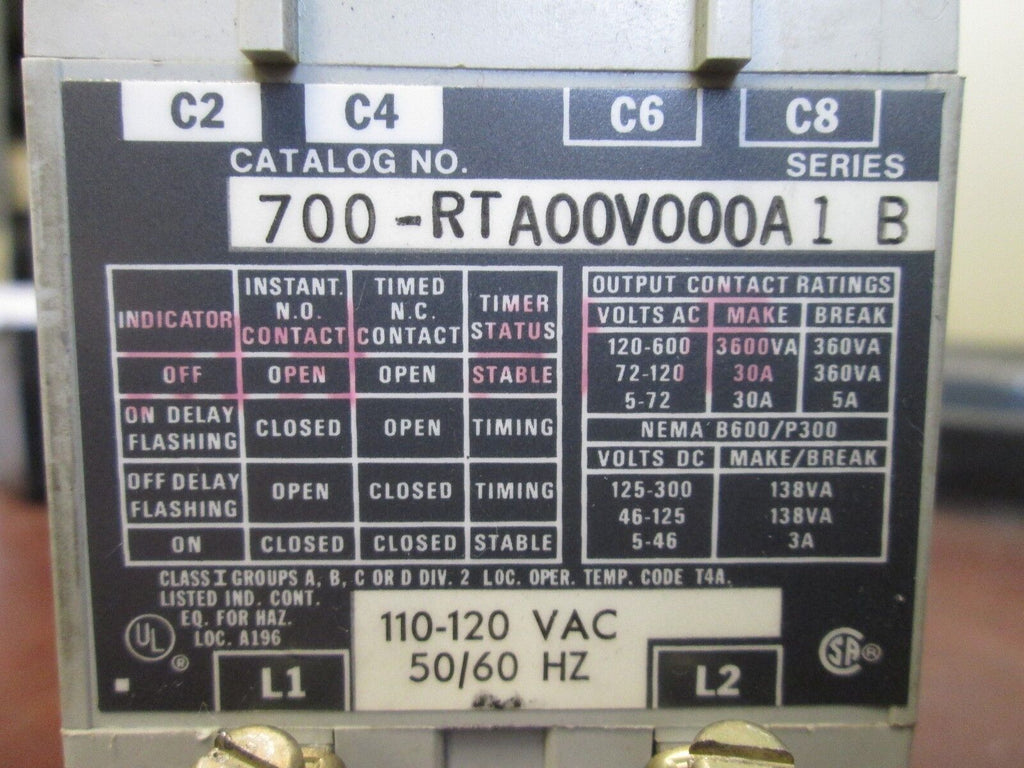 C2 C4 C6 C8
CATALOG NO. SERIES
700-RTA00V000A1 B
INDICATOR INSTANT. N.O. CONTACT TIMED N.C. CONTACT TIMER STATUS
OFF OPEN OPEN STABLE
ON DELAY FLASHING CLOSED OPEN TIMING
OFF DELAY FLASHING OPEN CLOSED TIMING
ON CLOSED CLOSED STABLE
OUTPUT CONTACT RATINGS
VOLTS AC MAKE BREAK
120-600 3600VA 360VA
72-120 30A 360VA
5-72 30A 5A
NEMA B600/P300
VOLTS DC MAKE/BREAK
125-300 138VA
46-125 138VA
5-46 3A
CLASS I GROUPS A, B, C OR D DIV. 2 LOC. OPER. TEMP. CODE T4A.
LISTED IND. CONT.
EQ. FOR HAZ.
LOC. A196
UL ®
110-120 VAC
50/60 HZ
SA ®
L1 L2